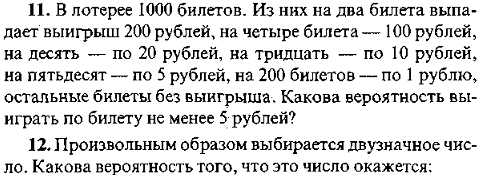 11. В лотерее 1000 билетов. Из них на два билета выпа-
дает выигрыш 200 рублей, на четыре билета — 100 рублей,
на десять — по 20 рублей, на тридцать — по 10 рублей,
на пятьдесят — по 5 рублей, на 200 билетов — по 1 рублю,
остальные билеты без выигрыша. Какова вероятность вы-
играть по билету не менее 5 рублей?
12. Произвольным образом выбирается двузначное чис-
ло. Какова вероятность того, что это число окажется: